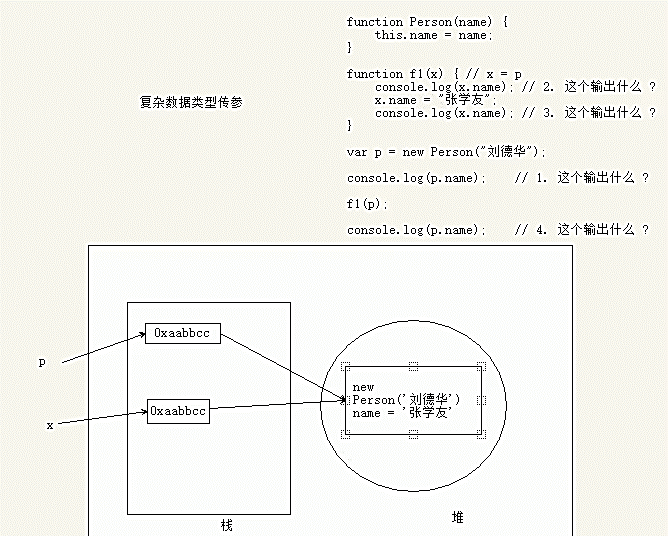 复杂数据类型传参
function Person(name) {
    this.name = name;
}
function f1(x) { // x = p
    console.log(x.name); // 2. 这个输出什么 ?
    x.name = "张学友";
    console.log(x.name); // 3. 这个输出什么 ?
}
var p = new Person("刘德华");
console.log(p.name);    // 1. 这个输出什么 ?
f1(p);
console.log(p.name);    // 4. 这个输出什么 ?
p
0xaabbcc
x
0xaabbcc
new
Person('刘德华')
name = '张学友'
栈
堆